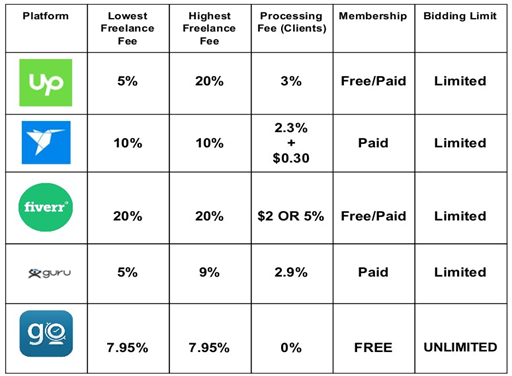 Platform Lowest Freelance Fee Highest Freelance Fee Processing Fee (Clients) Membership Bidding Limit
up 5% 20% 3% Free/Paid Limited
10% 10% 2.3% + $0.30 Paid Limited
fiverr 20% 20% $2 OR 5% Free/Paid Limited
guru 5% 9% 2.9% Paid Limited
go 7.95% 7.95% 0% FREE UNLIMITED